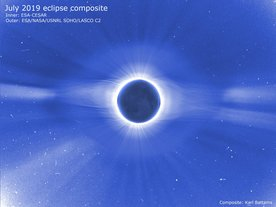 July 2019 eclipse composite
Inner: ESA-CESAR
Outer: ESA/NASA/USNRL SOHO/LASCO C2
Composite: Karl Battams